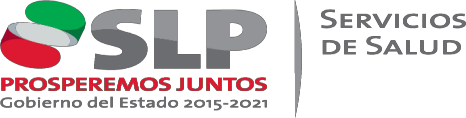 SLP
PROSPEREMOS JUNTOS
Gobierno del Estado 2015-2021
SERVICIOS
DE SALUD